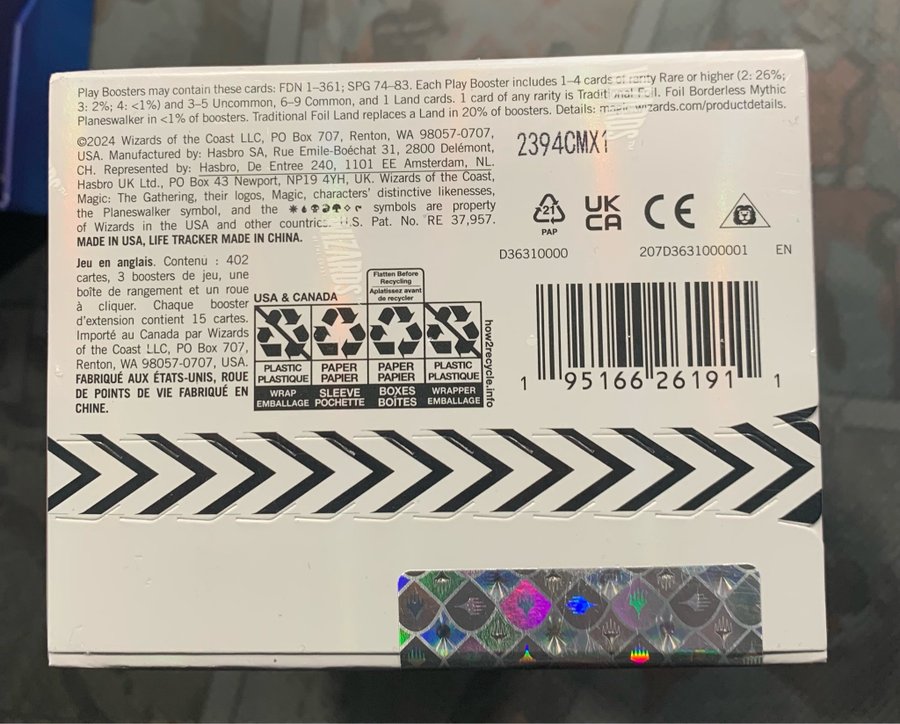 Play Boosters may contain these cards: FDN 1–361; SPG 74–83. Each Play Booster includes 1–4 cards of rarity Rare or higher (2: 26%;
3: 2%; 4: <1%) and 3–5 Uncommon, 6–9 Common, and 1 Land cards. 1 card of any rarity is Traditional Foil. Foil Borderless Mythic
Planeswalker in <1% of boosters. Traditional Foil Land replaces a Land in 20% of boosters. Details: magic.wizards.com/productdetails.
©2024 Wizards of the Coast LLC, PO Box 707, Renton, WA 98057-0707,
USA. Manufactured by: Hasbro SA, Rue Emile-Boéchat 31, 2800 Delémont,
CH. Represented by: Hasbro, De Entree 240, 1101 EE Amsterdam, NL.
Hasbro UK Ltd., PO Box 43 Newport, NP19 4YH, UK. Wizards of the Coast,
Magic: The Gathering, their logos, Magic, characters' distinctive likenesses,
the Planeswalker symbol, and the symbols are property
of Wizards in the USA and other countries. U.S. Pat. No. RE 37,957.
MADE IN USA, LIFE TRACKER MADE IN CHINA.
2394CMX1
21
PAP
UK
CA
CE
D36310000
207D3631000001
EN
Jeu en anglais. Contenu : 402
cartes, 3 boosters de jeu, une
boîte de rangement et un roue
à cliquer. Chaque booster
d'extension contient 15 cartes.
Importé au Canada par Wizards
of the Coast LLC, PO Box 707,
Renton, WA 98057-0707, USA.
FABRIQUÉ AUX ÉTATS-UNIS, ROUE
DE POINTS DE VIE FABRIQUÉ EN
CHINE.
USA & CANADA
Flatten Before
Recycling
Aplatissez avant
de recycler
PLASTIC
PLASTIQUE
WRAP
EMBALLAGE
PAPER
PAPIER
SLEEVE
POCHETTE
PAPER
PAPIER
BOXES
BOÎTES
PLASTIC
PLASTIQUE
WRAPPER
EMBALLAGE
how2recycle.info
WIZARDS
1 95166 26191 1